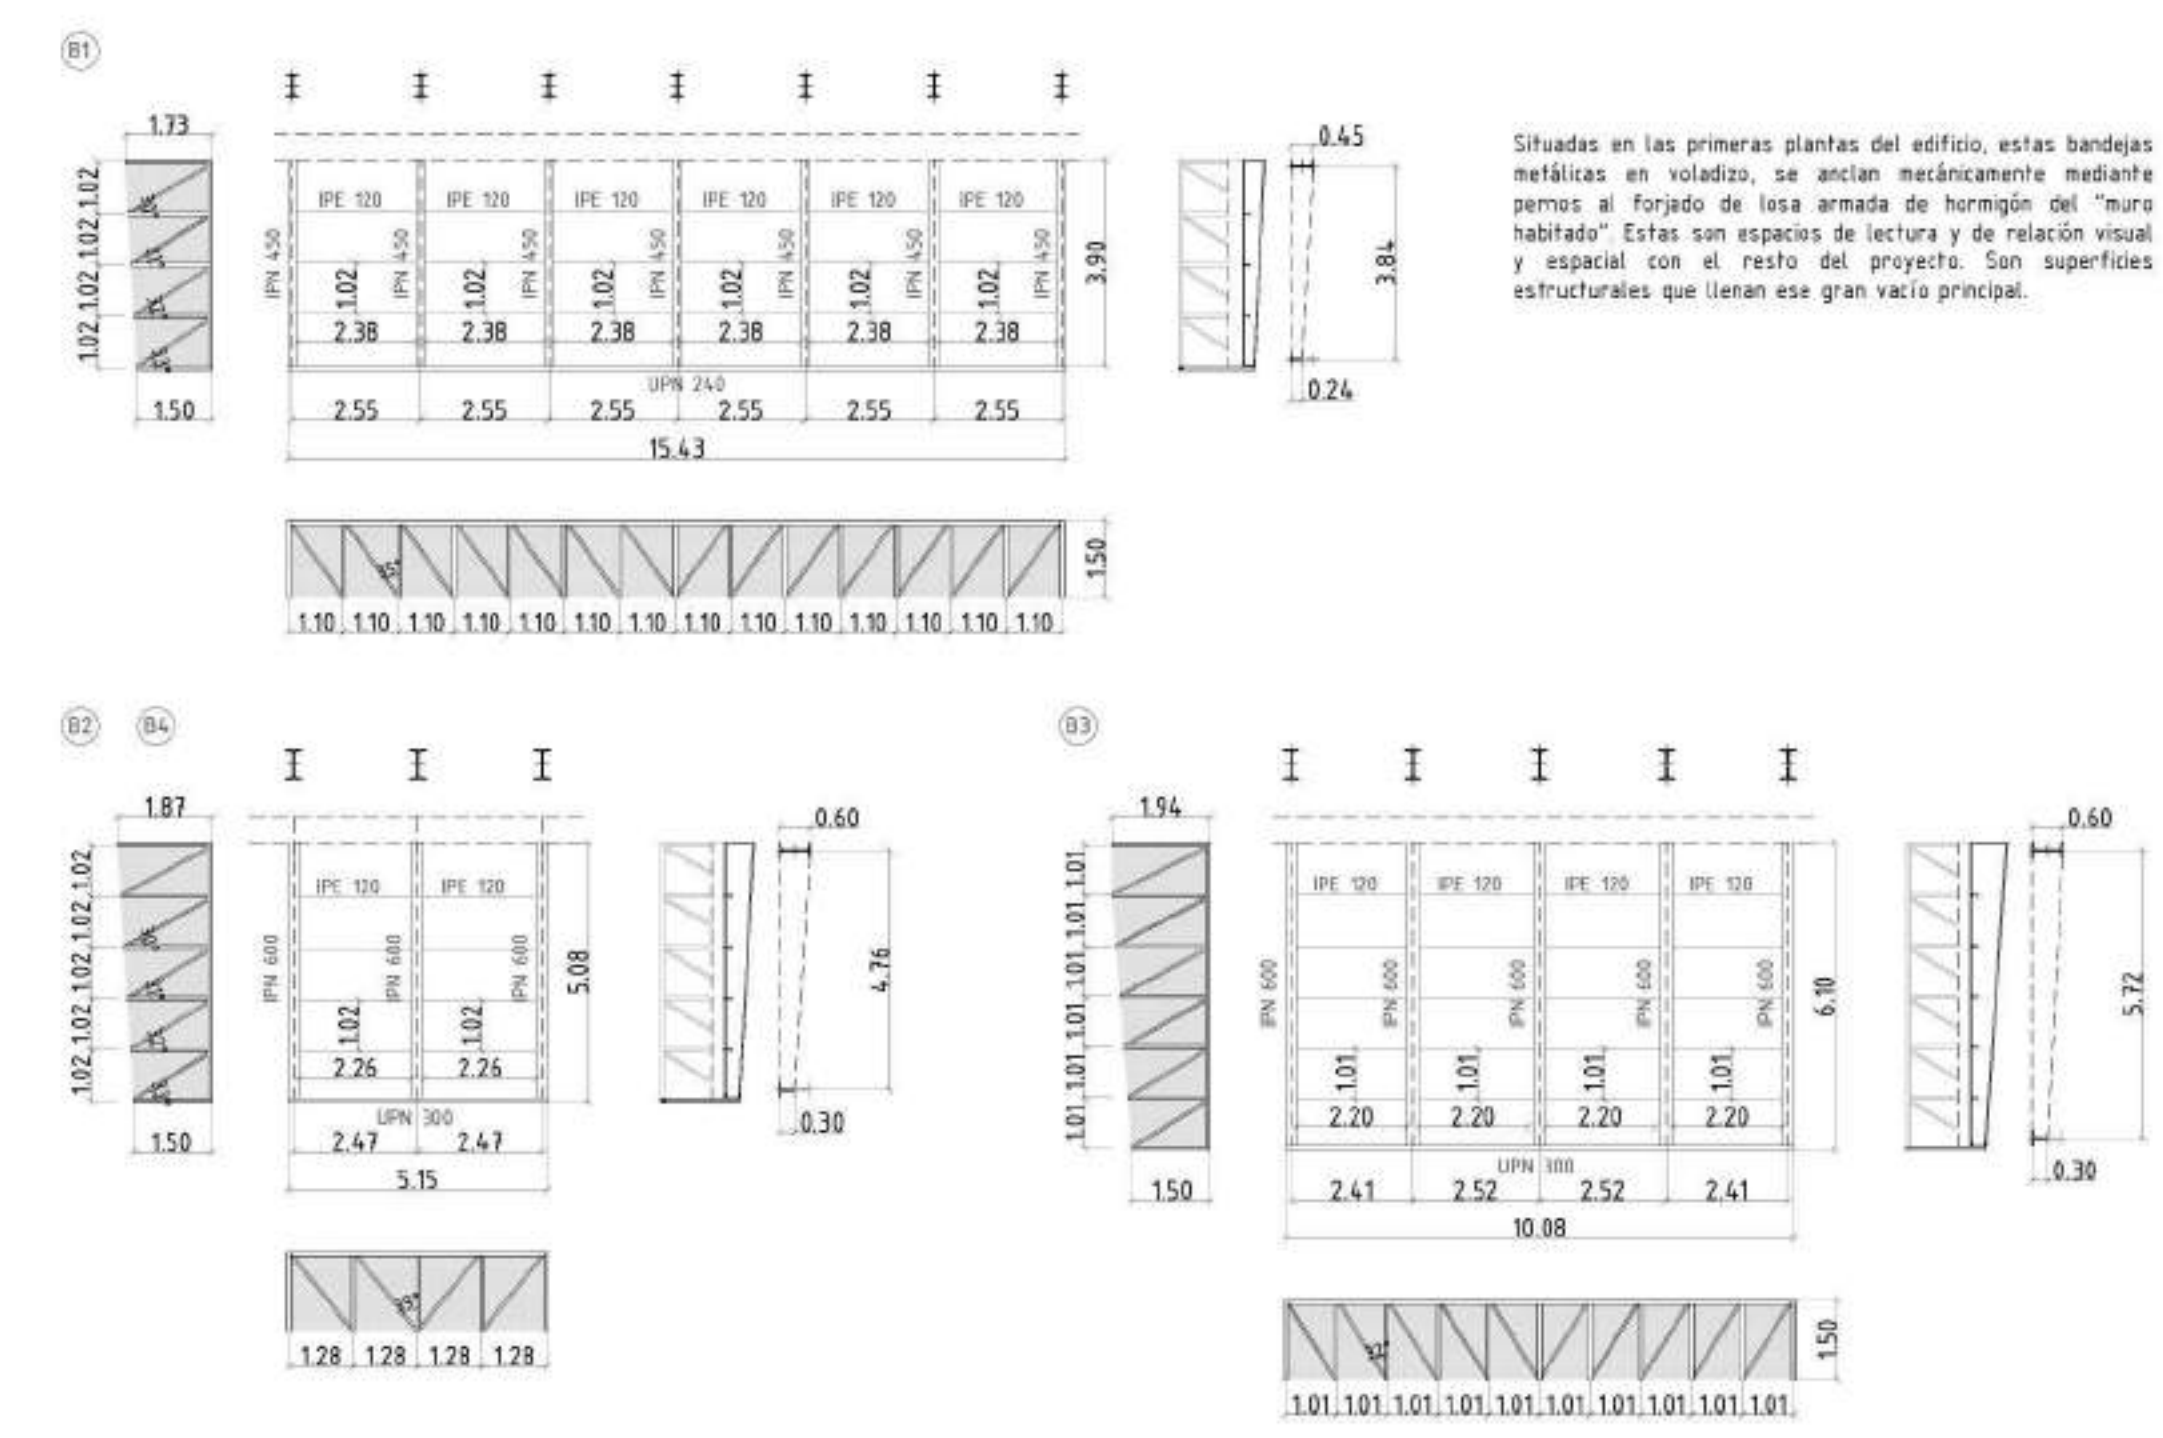 B1
1.73
1.02 1.02 1.02 1.02
1.50
IPE 120 IPE 120 IPE 120 IPE 120 IPE 120 IPE 120
IPN 450 IPN 450 IPN 450 IPN 450 IPN 450 IPN 450 IPN 450
1.02 1.02 1.02 1.02 1.02 1.02
2.38 2.38 2.38 2.38 2.38 2.38
3.90
UPN 240
2.55 2.55 2.55 2.55 2.55 2.55
15.43
0.45
3.84
0.24
Situadas en las primeras plantas del edificio, estas bandejas
metálicas en voladizo, se anclan mecánicamente mediante
pernos al forjado de losa armada de hormigón del "muro
habitado". Estas son espacios de lectura y de relación visual
y espacial con el resto del proyecto. Son superficies
estructurales que llenan ese gran vacío principal.
1.50
1.10 1.10 1.10 1.10 1.10 1.10 1.10 1.10 1.10 1.10 1.10 1.10 1.10 1.10
B2 B4
1.87
1.02 1.02 1.02 1.02 1.02
1.50
IPE 120 IPE 120
IPN 600 IPN 600 IPN 600
1.02 1.02
2.26 2.26
5.08
UPN 300
2.47 2.47
5.15
0.60
4.76
0.30
1.28 1.28 1.28 1.28
B3
1.94
1.01 1.01 1.01 1.01 1.01 1.01
1.50
IPE 120 IPE 120 IPE 120 IPE 120
IPN 600 IPN 600 IPN 600 IPN 600 IPN 600
1.01 1.01 1.01 1.01
2.20 2.20 2.20 2.20
6.10
UPN 300
2.41 2.52 2.52 2.41
10.08
0.60
5.72
0.30
1.50
1.01 1.01 1.01 1.01 1.01 1.01 1.01 1.01 1.01 1.01